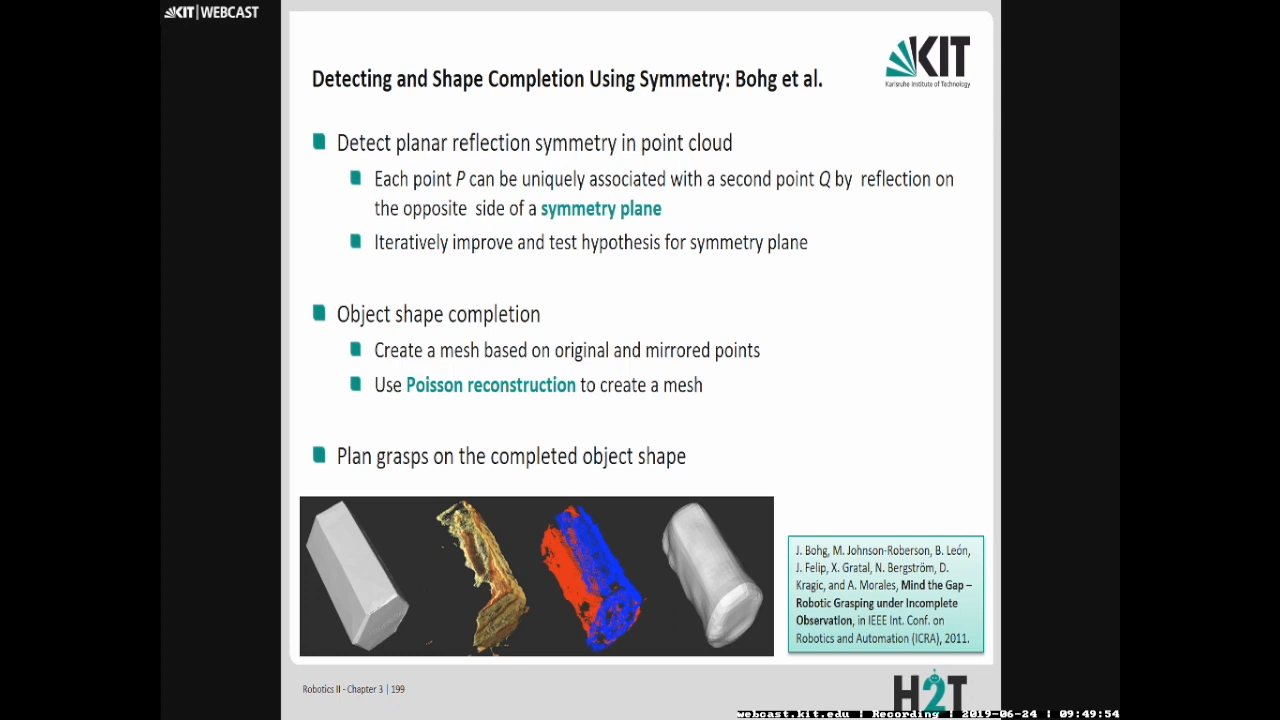 KIT | WEBCAST
KIT
Karlsruhe Institute of Technology
Detecting and Shape Completion Using Symmetry: Bohg et al.
Detect planar reflection symmetry in point cloud
Each point P can be uniquely associated with a second point Q by reflection on
the opposite side of a symmetry plane
Iteratively improve and test hypothesis for symmetry plane
Object shape completion
Create a mesh based on original and mirrored points
Use Poisson reconstruction to create a mesh
Plan grasps on the completed object shape
J. Bohg, M. Johnson-Roberson, B. León,
J. Felip, X. Gratal, N. Bergström, D.
Kragic, and A. Morales, Mind the Gap –
Robotic Grasping under Incomplete
Observation, in IEEE Int. Conf. on
Robotics and Automation (ICRA), 2011.
Robotics II - Chapter 3 | 199
H2T
webcast.kit.edu | Recording | 2019-06-24 | 09:49:54